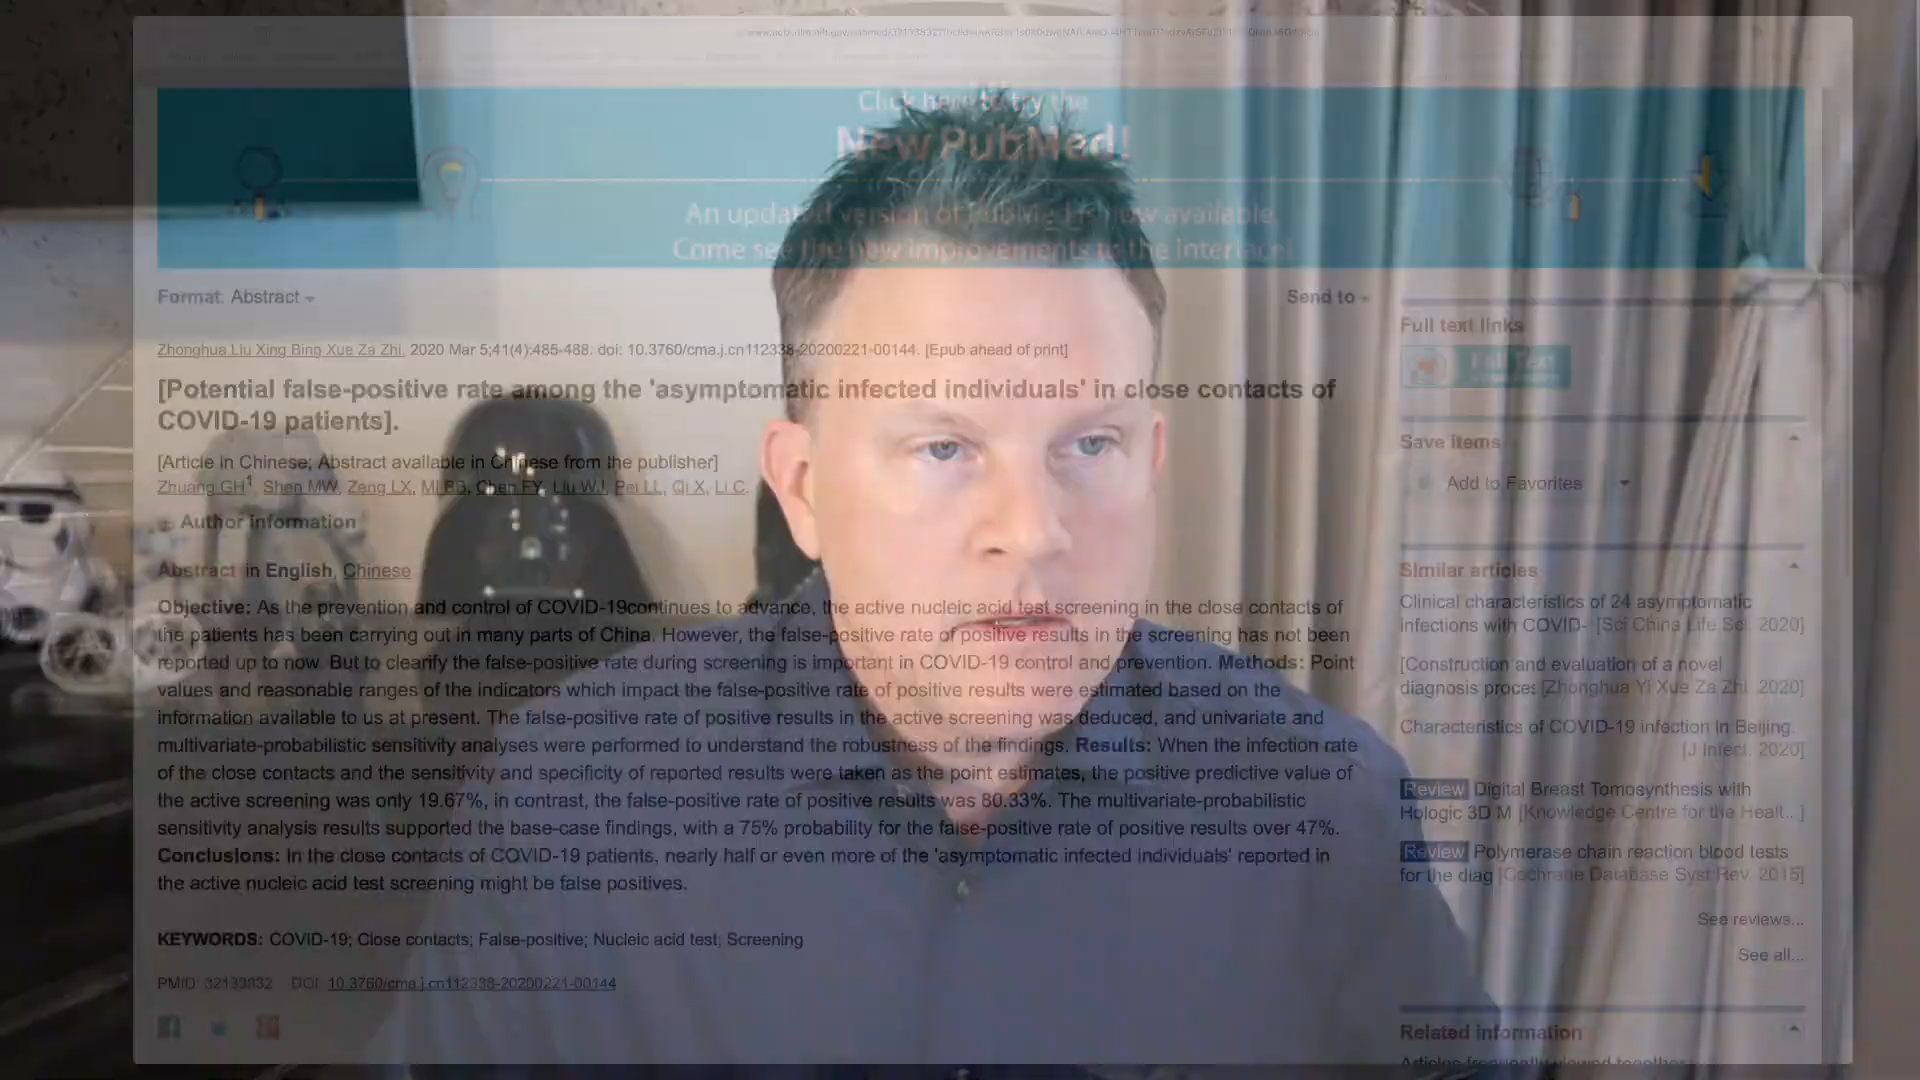 Click here to try the
New PubMed!
An updated version of PubMed is now available.
Come see the new improvements to the interface!
Format: Abstract
Send to
Full text links
Full Text
Zhonghua Liu Xing Bing Xue Za Zhi. 2020 Mar 5;41(4):485-488. doi: 10.3760/cma.j.cn112338-20200221-00144. [Epub ahead of print]
[Potential false-positive rate among the 'asymptomatic infected individuals' in close contacts of
COVID-19 patients].
[Article in Chinese; Abstract available in Chinese from the publisher]
Zhuang GH1, Shen MW, Zeng LX, Mi BB, Chen FY, Liu WJ, Pei LL, Qi X, Li C.
Author information
Abstract in English, Chinese
Objective: As the prevention and control of COVID-19continues to advance, the active nucleic acid test screening in the close contacts of
the patients has been carrying out in many parts of China. However, the false-positive rate of positive results in the screening has not been
reported up to now. But to clearify the false-positive rate during screening is important in COVID-19 control and prevention. Methods: Point
values and reasonable ranges of the indicators which impact the false-positive rate of positive results were estimated based on the
information available to us at present. The false-positive rate of positive results in the active screening was deduced, and univariate and
multivariate-probabilistic sensitivity analyses were performed to understand the robustness of the findings. Results: When the infection rate
of the close contacts and the sensitivity and specificity of reported results were taken as the point estimates, the positive predictive value of
the active screening was only 19.67%, in contrast, the false-positive rate of positive results was 80.33%. The multivariate-probabilistic
sensitivity analysis results supported the base-case findings, with a 75% probability for the false-positive rate of positive results over 47%.
Conclusions: In the close contacts of COVID-19 patients, nearly half or even more of the 'asymptomatic infected individuals' reported in
the active nucleic acid test screening might be false positives.
KEYWORDS: COVID-19; Close contacts; False-positive; Nucleic acid test; Screening
PMID: 32133832 DOI: 10.3760/cma.j.cn112338-20200221-00144
Save items
Add to Favorites
Similar articles
Clinical characteristics of 24 asymptomatic
infections with COVID- [Sci China Life Sci. 2020]
[Construction and evaluation of a novel
diagnosis proces [Zhonghua Yi Xue Za Zhi. 2020]
Characteristics of COVID-19 infection in Beijing.
[J Infect. 2020]
Review Digital Breast Tomosynthesis with
Hologic 3D M [Knowledge Centre for the Healt...]
Review Polymerase chain reaction blood tests
for the diag [Cochrane Database Syst Rev. 2015]
See reviews...
See all...
Related information
Articles frequently viewed together